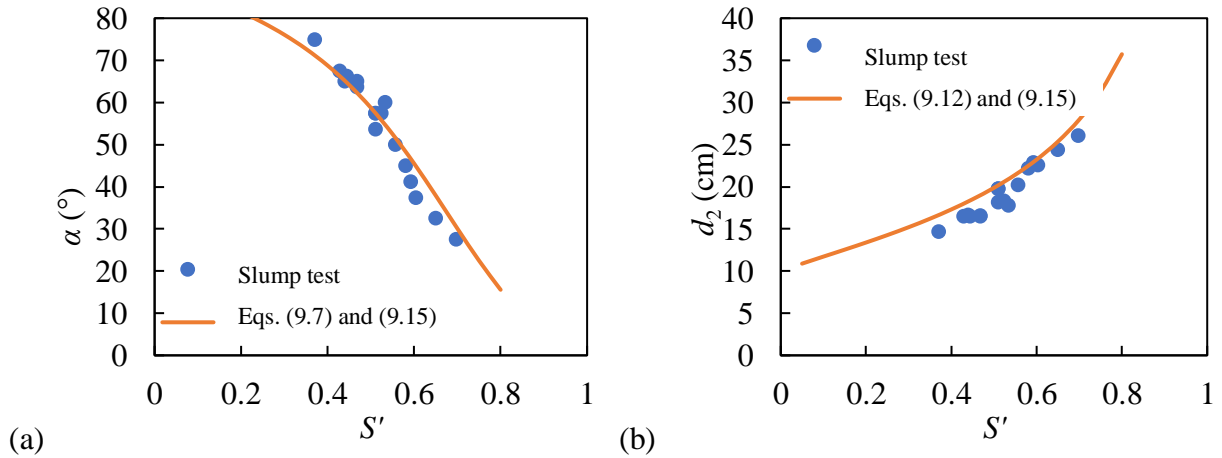 80
70
60
50
40
30
20
10
0
α (°)
Slump test
Eqs. (9.7) and (9.15)
0 0.2 0.4 0.6 0.8 1
S′
(a)
40
35
30
25
20
15
10
5
0
d2 (cm)
Slump test
Eqs. (9.12) and (9.15)
0 0.2 0.4 0.6 0.8 1
S′
(b)